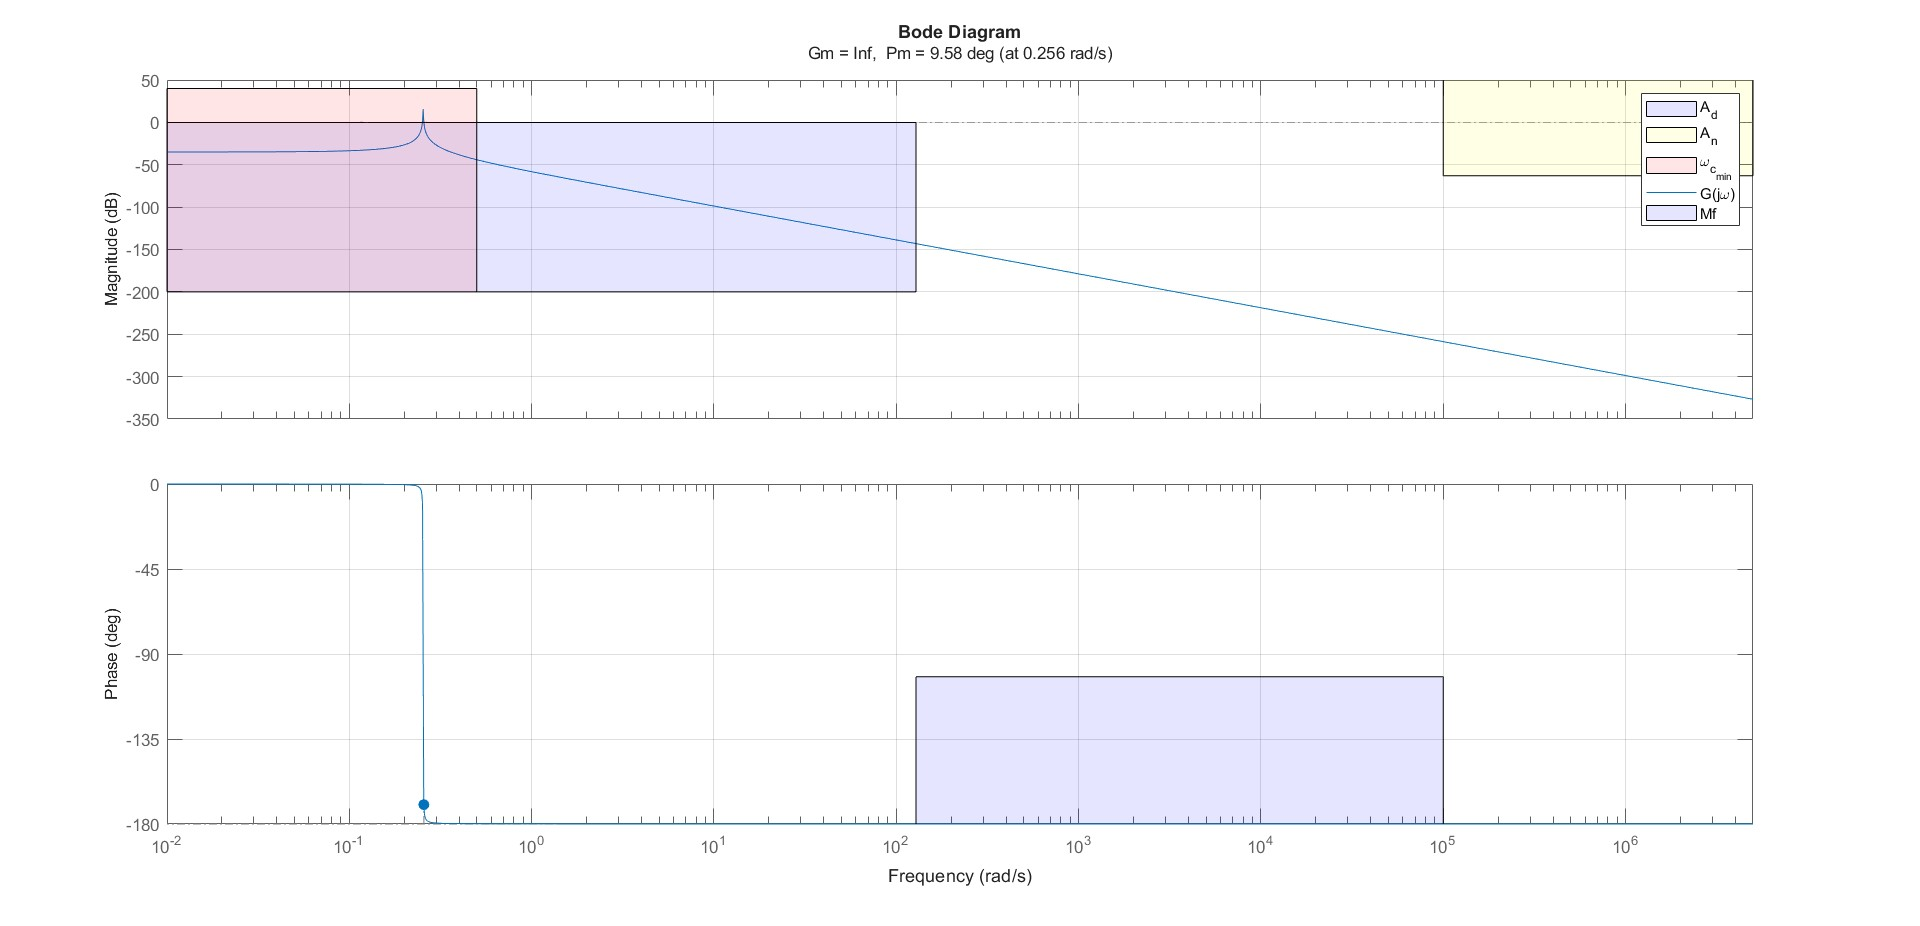 Bode Diagram
Gm = Inf,  Pm = 9.58 deg (at 0.256 rad/s)
Magnitude (dB)
50
0
-50
-100
-150
-200
-250
-300
-350
A_d
A_n
ω_c_min
G(jω)
Mf
Phase (deg)
0
-45
-90
-135
-180
10^-2 10^-1 10^0 10^1 10^2 10^3 10^4 10^5 10^6
Frequency (rad/s)